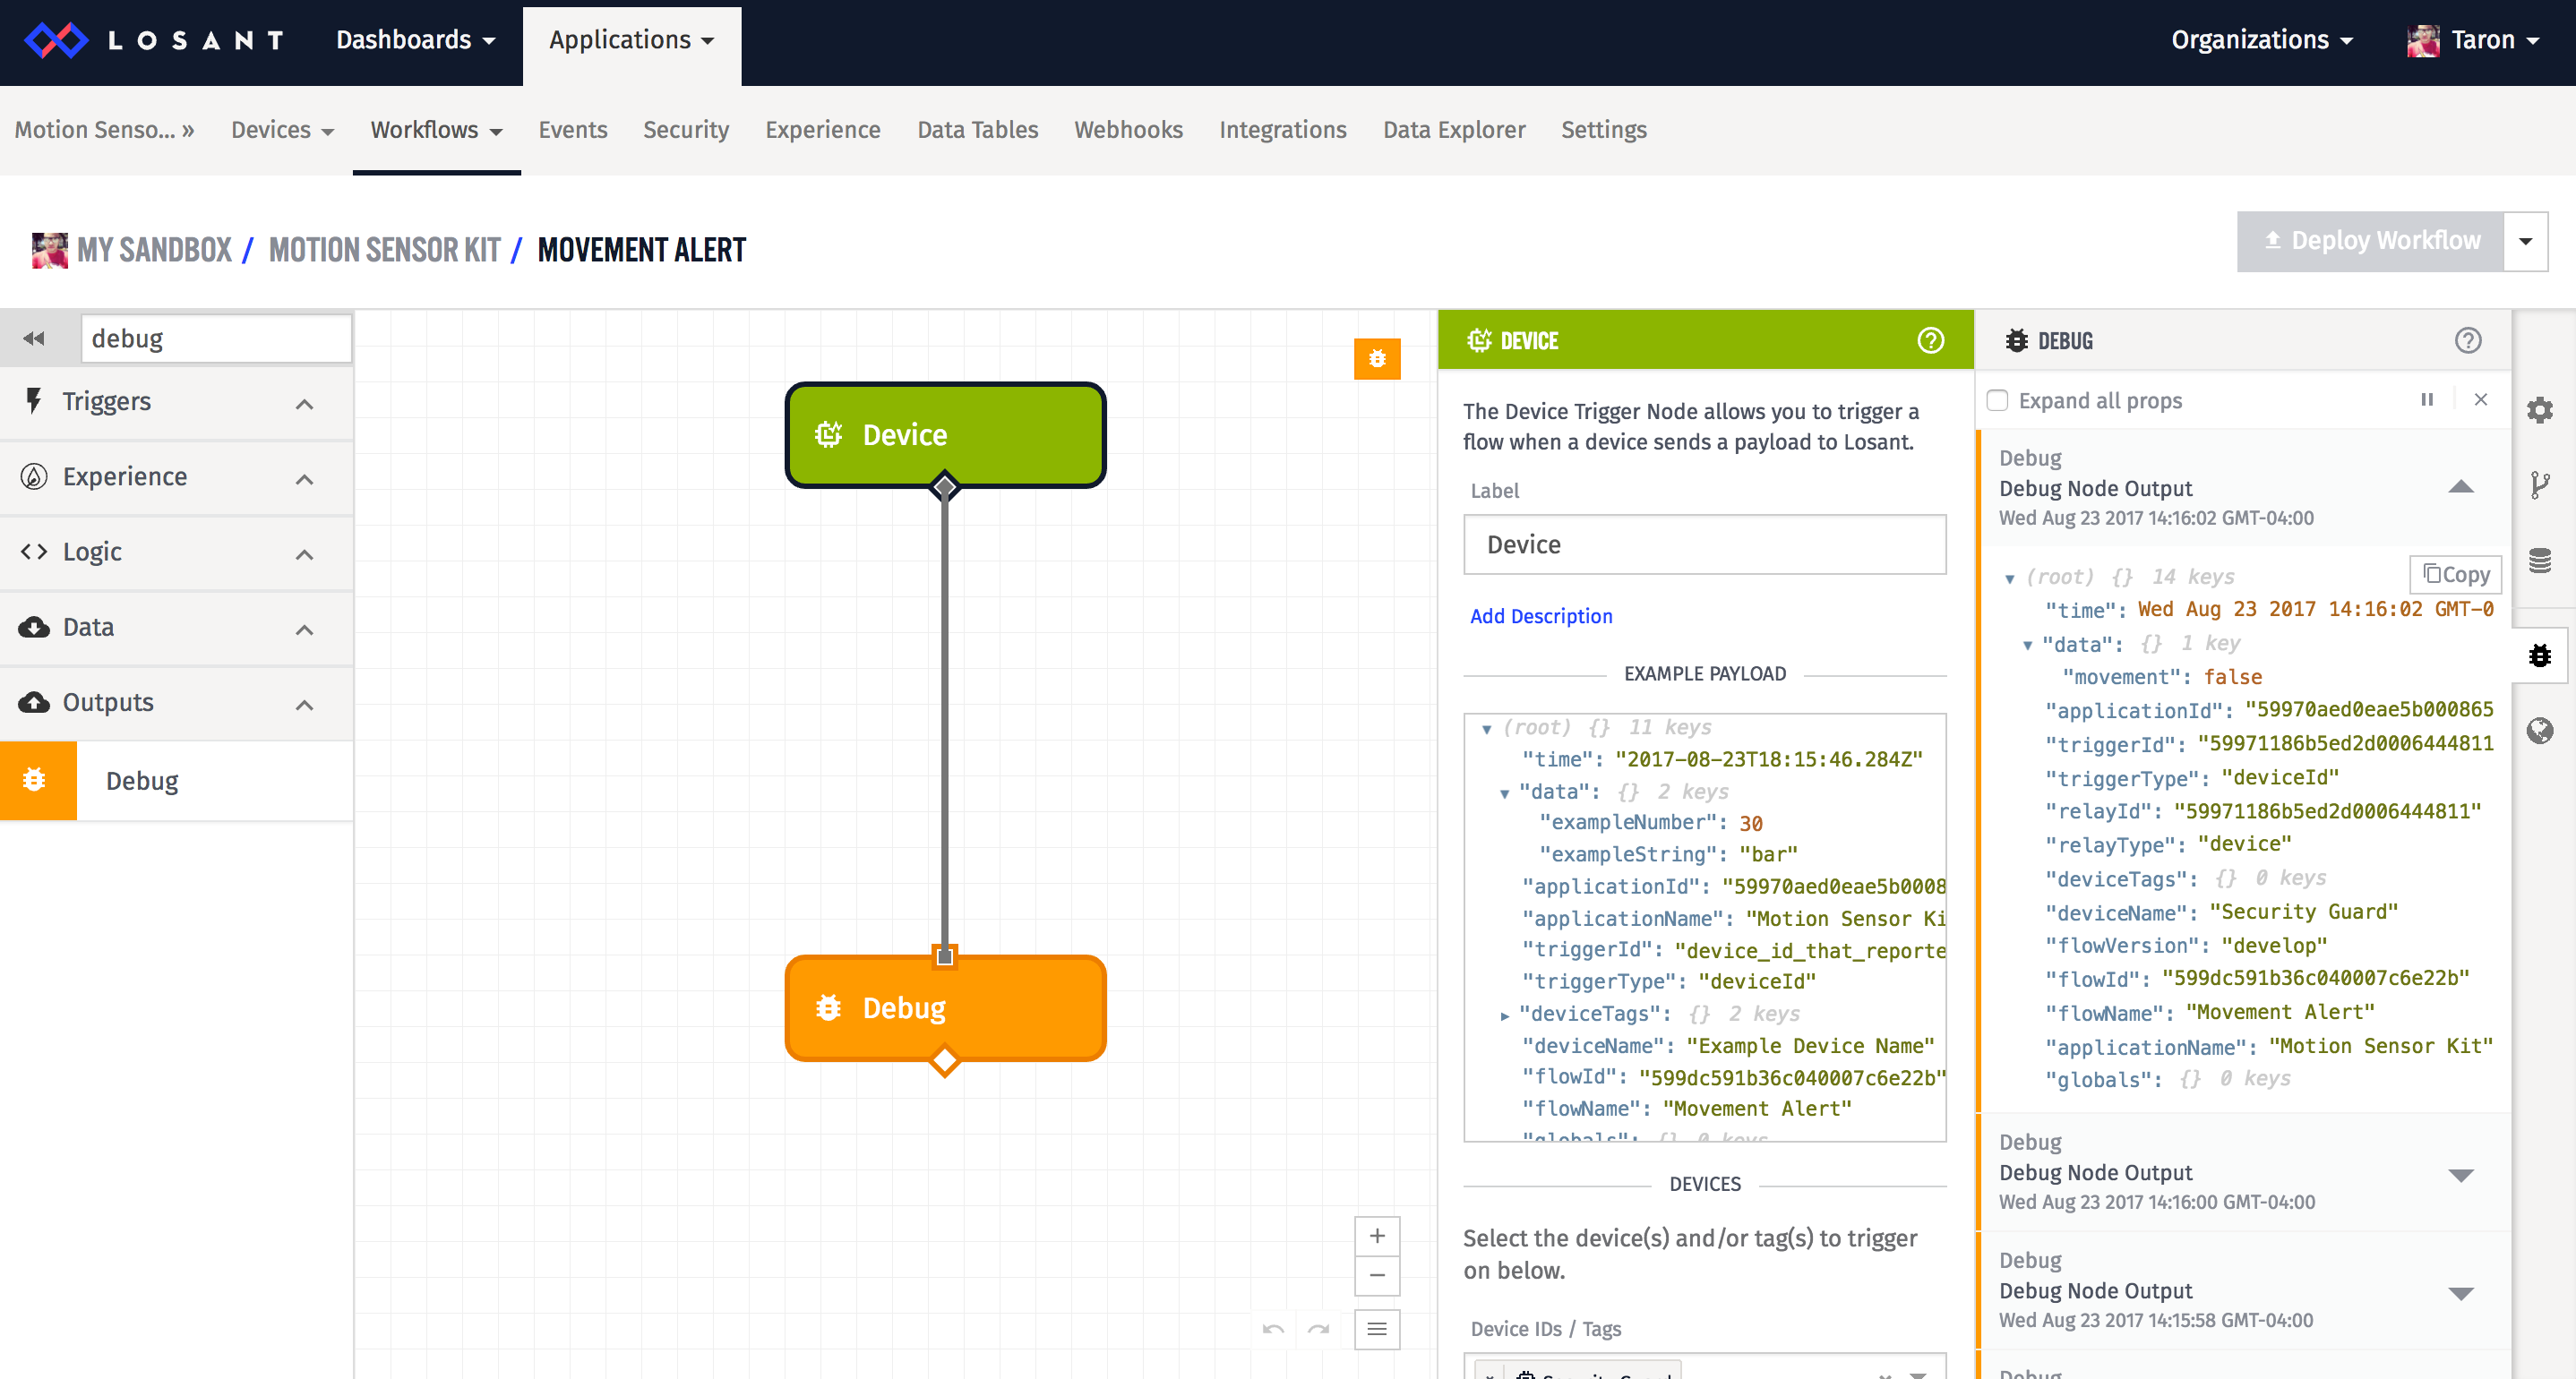 LOSANT
Dashboards
Applications
Organizations
Taron
Motion Senso... »
Devices
Workflows
Events
Security
Experience
Data Tables
Webhooks
Integrations
Data Explorer
Settings
MY SANDBOX / MOTION SENSOR KIT / MOVEMENT ALERT
Deploy Workflow
debug
Triggers
Experience
Logic
Data
Outputs
Debug
Device
Debug
DEVICE
The Device Trigger Node allows you to trigger a
flow when a device sends a payload to Losant.
Label
Device
Add Description
EXAMPLE PAYLOAD
(root) {} 11 keys
"time": "2017-08-23T18:15:46.284Z"
"data": {} 2 keys
"exampleNumber": 30
"exampleString": "bar"
"applicationId": "59970aed0eae5b0008
"applicationName": "Motion Sensor Ki
"triggerId": "device_id_that_reporte
"triggerType": "deviceId"
"deviceTags": {} 2 keys
"deviceName": "Example Device Name"
"flowId": "599dc591b36c040007c6e22b"
"flowName": "Movement Alert"
"globals": {} 0 keys
DEVICES
Select the device(s) and/or tag(s) to trigger
on below.
Device IDs / Tags
Security Guard
DEBUG
Expand all props
Debug
Debug Node Output
Wed Aug 23 2017 14:16:02 GMT-04:00
Copy
(root) {} 14 keys
"time": Wed Aug 23 2017 14:16:02 GMT-0
"data": {} 1 key
"movement": false
"applicationId": "59970aed0eae5b000865
"triggerId": "59971186b5ed2d0006444811
"triggerType": "deviceId"
"relayId": "59971186b5ed2d0006444811"
"relayType": "device"
"deviceTags": {} 0 keys
"deviceName": "Security Guard"
"flowVersion": "develop"
"flowId": "599dc591b36c040007c6e22b"
"flowName": "Movement Alert"
"applicationName": "Motion Sensor Kit"
"globals": {} 0 keys
Debug
Debug Node Output
Wed Aug 23 2017 14:16:00 GMT-04:00
Debug
Debug Node Output
Wed Aug 23 2017 14:15:58 GMT-04:00
Debug